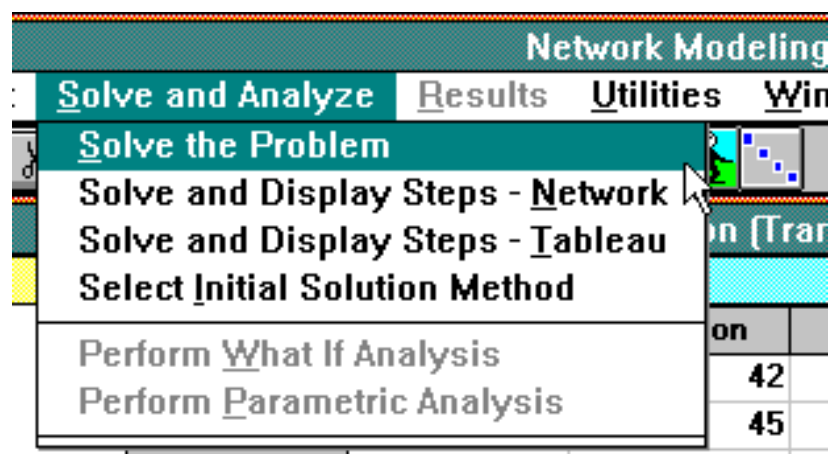 Network Modeling
Solve and Analyze Results Utilities Win
Solve the Problem
Solve and Display Steps - Network
Solve and Display Steps - Tableau
on (Tran
Select Initial Solution Method
on
Perform What If Analysis
42
Perform Parametric Analysis
45